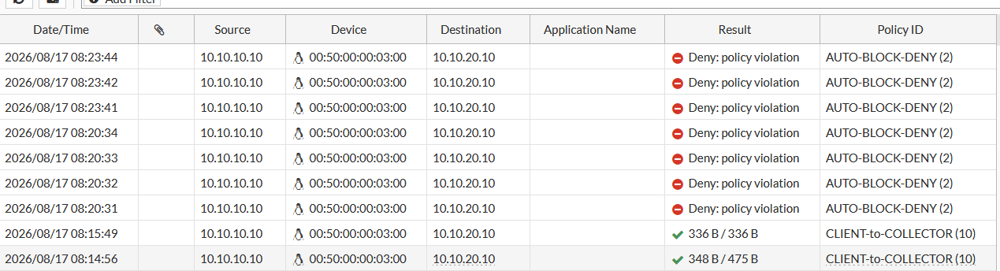 Add Filter
Date/Time Source Device Destination Application Name Result Policy ID
2026/08/17 08:23:44 10.10.10.10 00:50:00:00:03:00 10.10.20.10 Deny: policy violation AUTO-BLOCK-DENY (2)
2026/08/17 08:23:42 10.10.10.10 00:50:00:00:03:00 10.10.20.10 Deny: policy violation AUTO-BLOCK-DENY (2)
2026/08/17 08:23:41 10.10.10.10 00:50:00:00:03:00 10.10.20.10 Deny: policy violation AUTO-BLOCK-DENY (2)
2026/08/17 08:20:34 10.10.10.10 00:50:00:00:03:00 10.10.20.10 Deny: policy violation AUTO-BLOCK-DENY (2)
2026/08/17 08:20:33 10.10.10.10 00:50:00:00:03:00 10.10.20.10 Deny: policy violation AUTO-BLOCK-DENY (2)
2026/08/17 08:20:32 10.10.10.10 00:50:00:00:03:00 10.10.20.10 Deny: policy violation AUTO-BLOCK-DENY (2)
2026/08/17 08:20:31 10.10.10.10 00:50:00:00:03:00 10.10.20.10 Deny: policy violation AUTO-BLOCK-DENY (2)
2026/08/17 08:15:49 10.10.10.10 00:50:00:00:03:00 10.10.20.10 336 B / 336 B CLIENT-to-COLLECTOR (10)
2026/08/17 08:14:56 10.10.10.10 00:50:00:00:03:00 10.10.20.10 348 B / 475 B CLIENT-to-COLLECTOR (10)